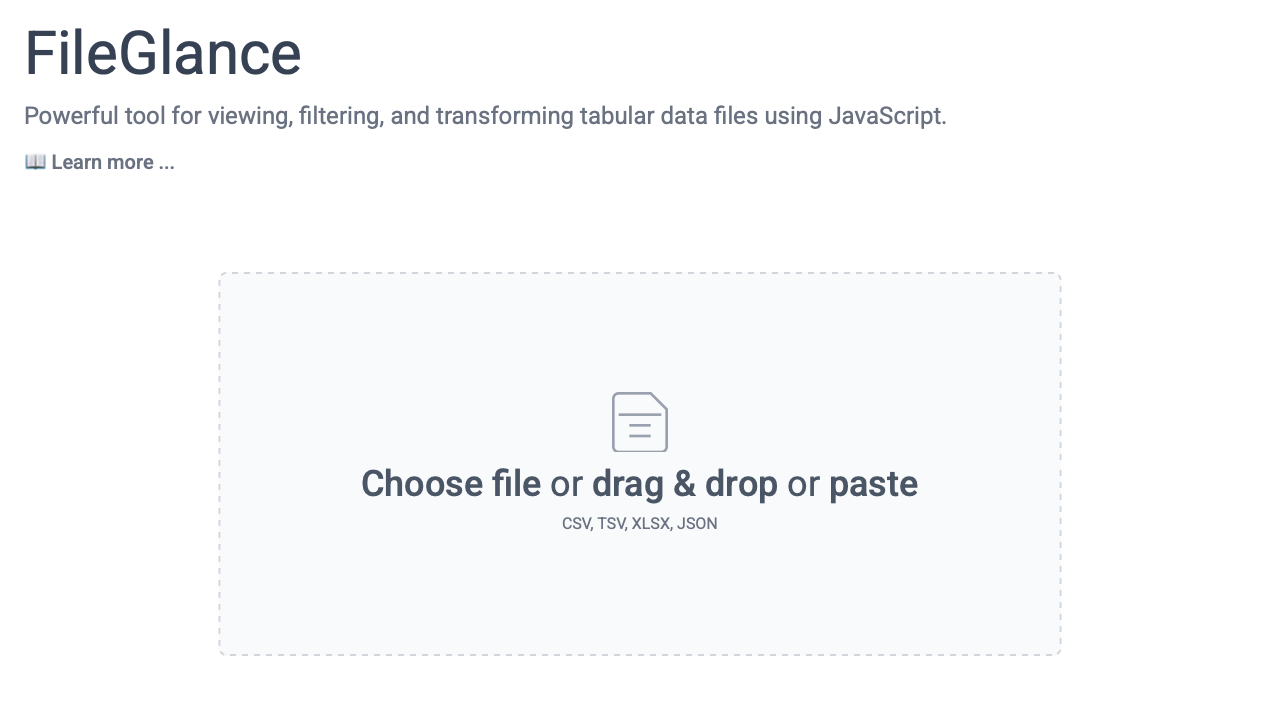 FileGlance
Powerful tool for viewing, filtering, and transforming tabular data files using JavaScript.
📖 Learn more ...
Choose file or drag & drop or paste
CSV, TSV, XLSX, JSON